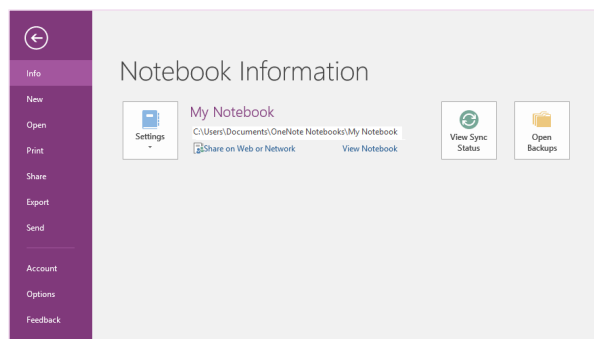 Info
New
Open
Print
Share
Export
Send
Account
Options
Feedback
Notebook Information
Settings
My Notebook
C:\Users\Documents\OneNote Notebooks\My Notebook
Share on Web or Network
View Notebook
View Sync
Status
Open
Backups